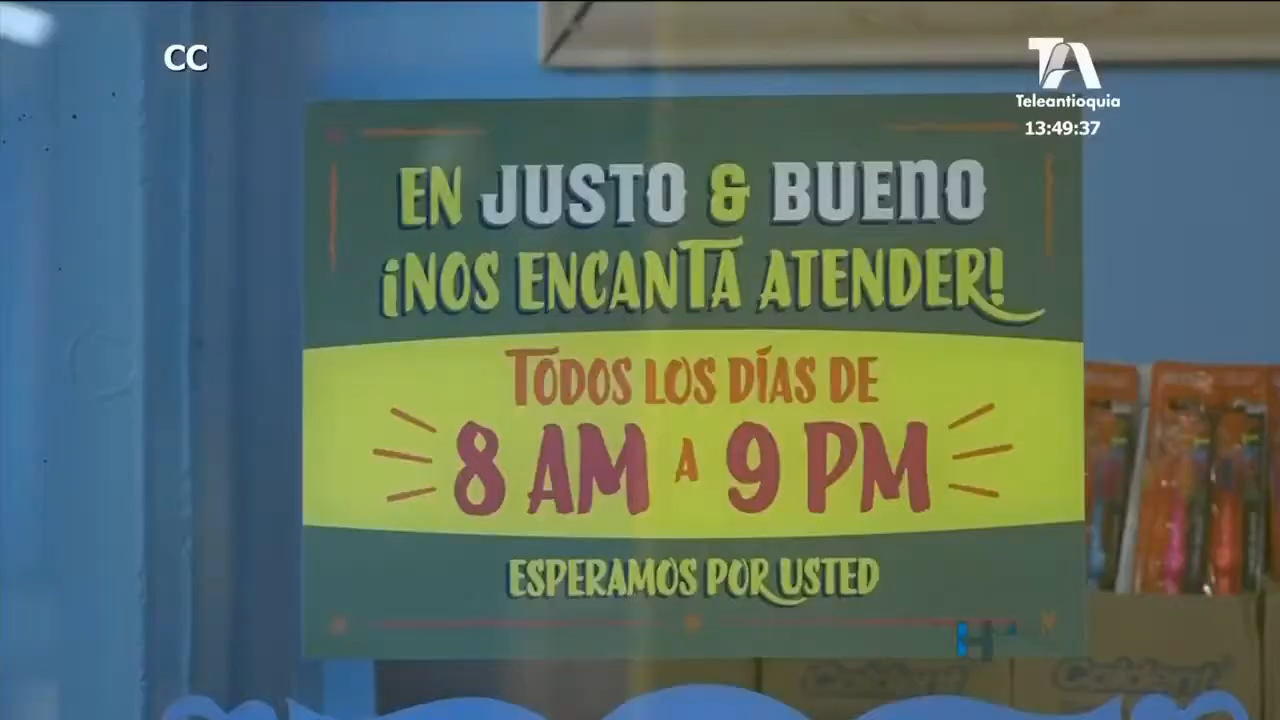 CC
TA
Teleantioquia
13:49:37
EN JUSTO & BUENO
¡NOS ENCANTA ATENDER!
TODOS LOS DÍAS DE
8 AM A 9 PM
ESPERAMOS POR USTED